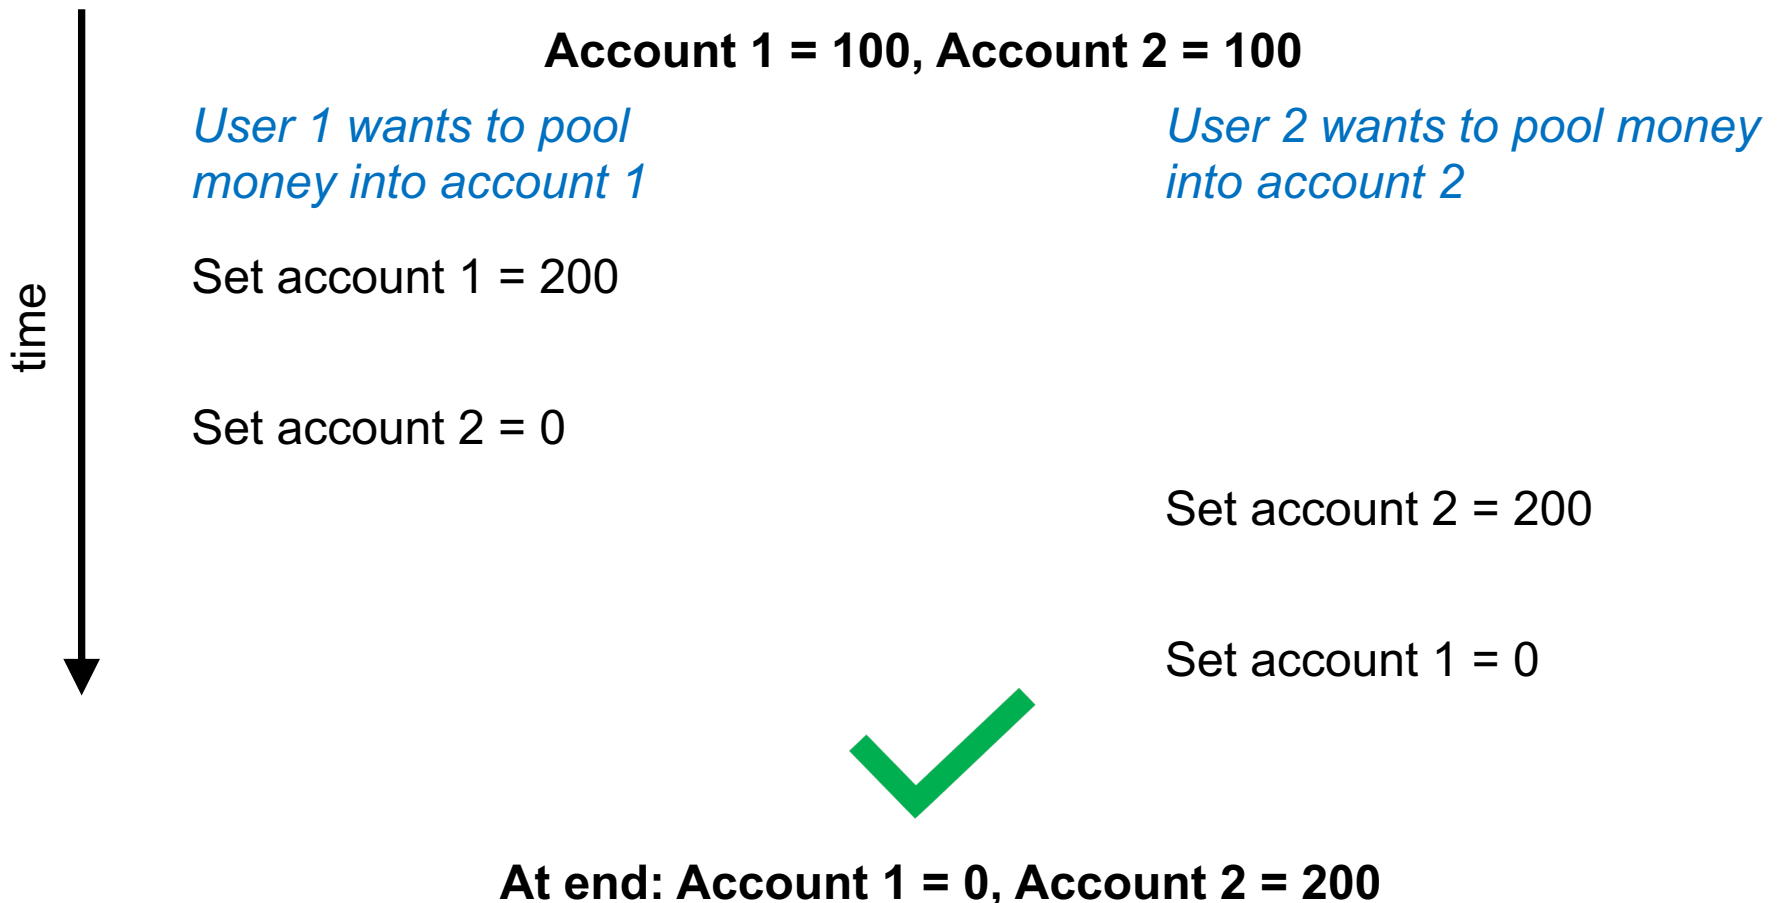 Account 1 = 100, Account 2 = 100
User 1 wants to pool
money into account 1
User 2 wants to pool money
into account 2
time
Set account 1 = 200
Set account 2 = 0
Set account 2 = 200
Set account 1 = 0
At end: Account 1 = 0, Account 2 = 200